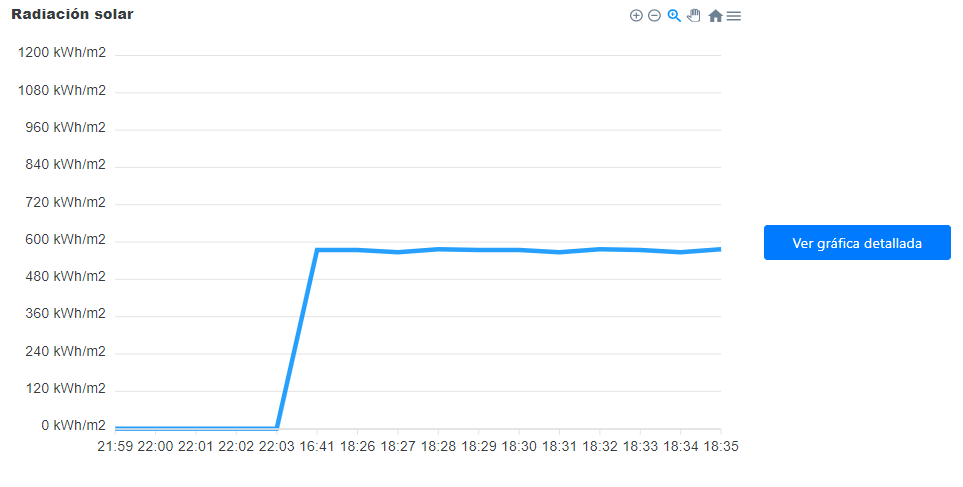 Radiación solar
1200 kWh/m2
1080 kWh/m2
960 kWh/m2
840 kWh/m2
720 kWh/m2
600 kWh/m2
480 kWh/m2
360 kWh/m2
240 kWh/m2
120 kWh/m2
0 kWh/m2
21:59 22:00 22:01 22:02 22:03 16:41 18:26 18:27 18:28 18:29 18:30 18:31 18:32 18:33 18:34 18:35
Ver gráfica detallada